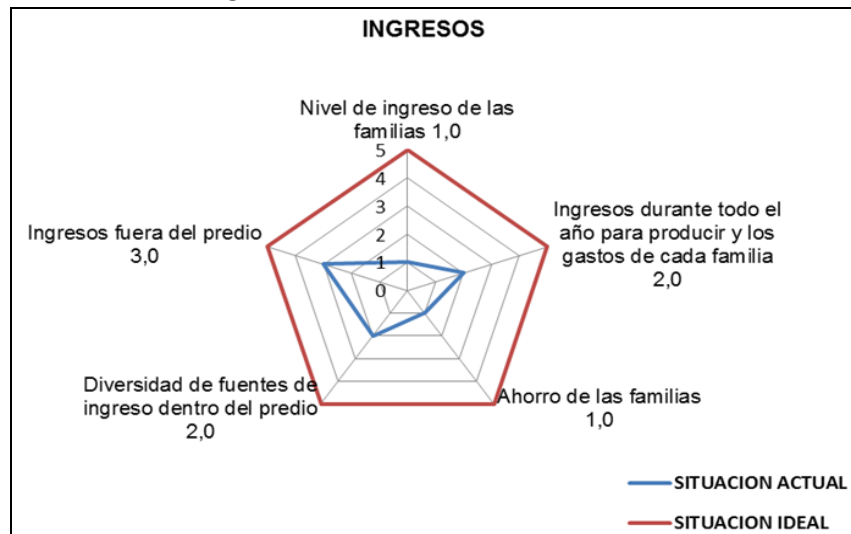 INGRESOS
Nivel de ingreso de las
familias 1,0
5
4
3
2
1
0
Ingresos durante todo el
año para producir y los
gastos de cada familia
2,0
Ahorro de las familias
1,0
Diversidad de fuentes de
ingreso dentro del predio
2,0
Ingresos fuera del predio
3,0
SITUACION ACTUAL
SITUACION IDEAL